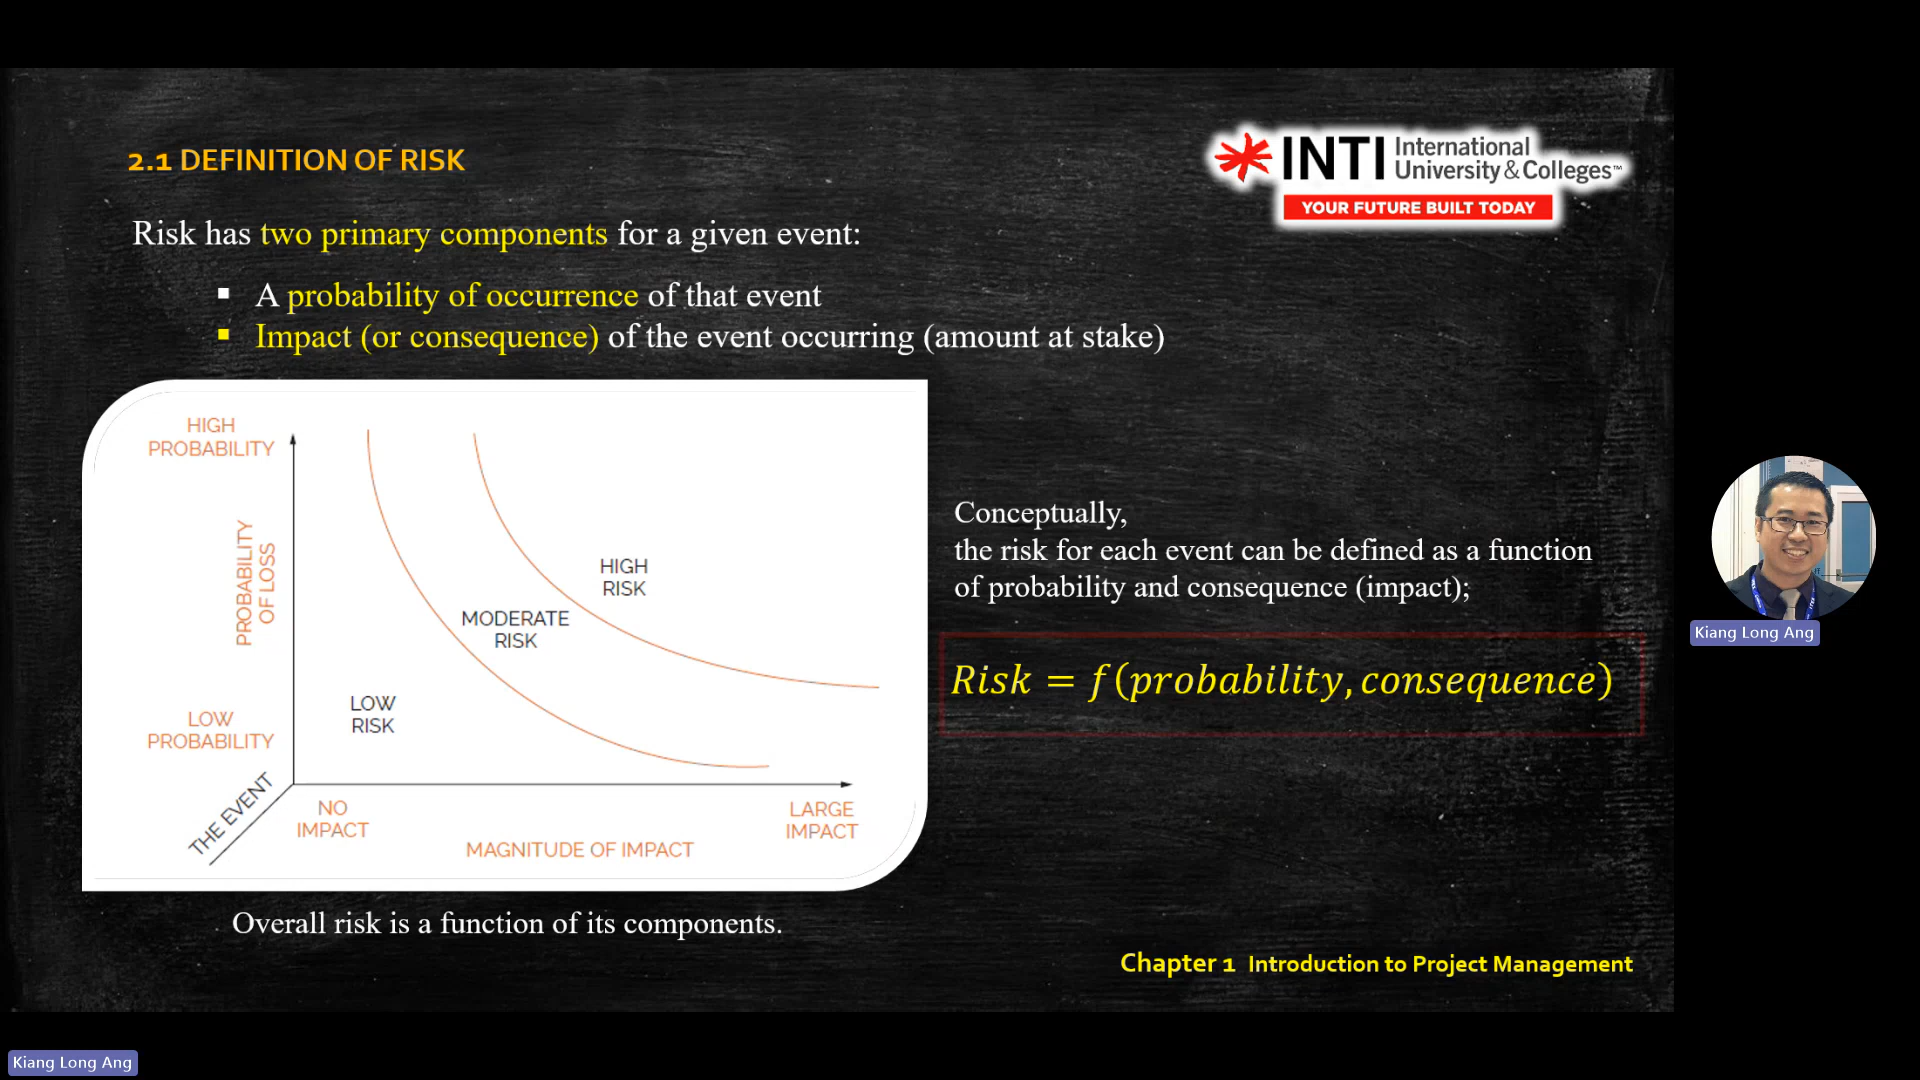 2.1 DEFINITION OF RISK
INTI International
University & Colleges™
YOUR FUTURE BUILT TODAY
Risk has two primary components for a given event:
▪ A probability of occurrence of that event
▪ Impact (or consequence) of the event occurring (amount at stake)
HIGH
PROBABILITY
PROBABILITY
OF LOSS
LOW
PROBABILITY
THE EVENT
NO
IMPACT
MAGNITUDE OF IMPACT
LARGE
IMPACT
LOW
RISK
MODERATE
RISK
HIGH
RISK
Overall risk is a function of its components.
Conceptually,
the risk for each event can be defined as a function
of probability and consequence (impact);
Risk = f(probability, consequence)
Chapter 1 Introduction to Project Management
Kiang Long Ang
Kiang Long Ang